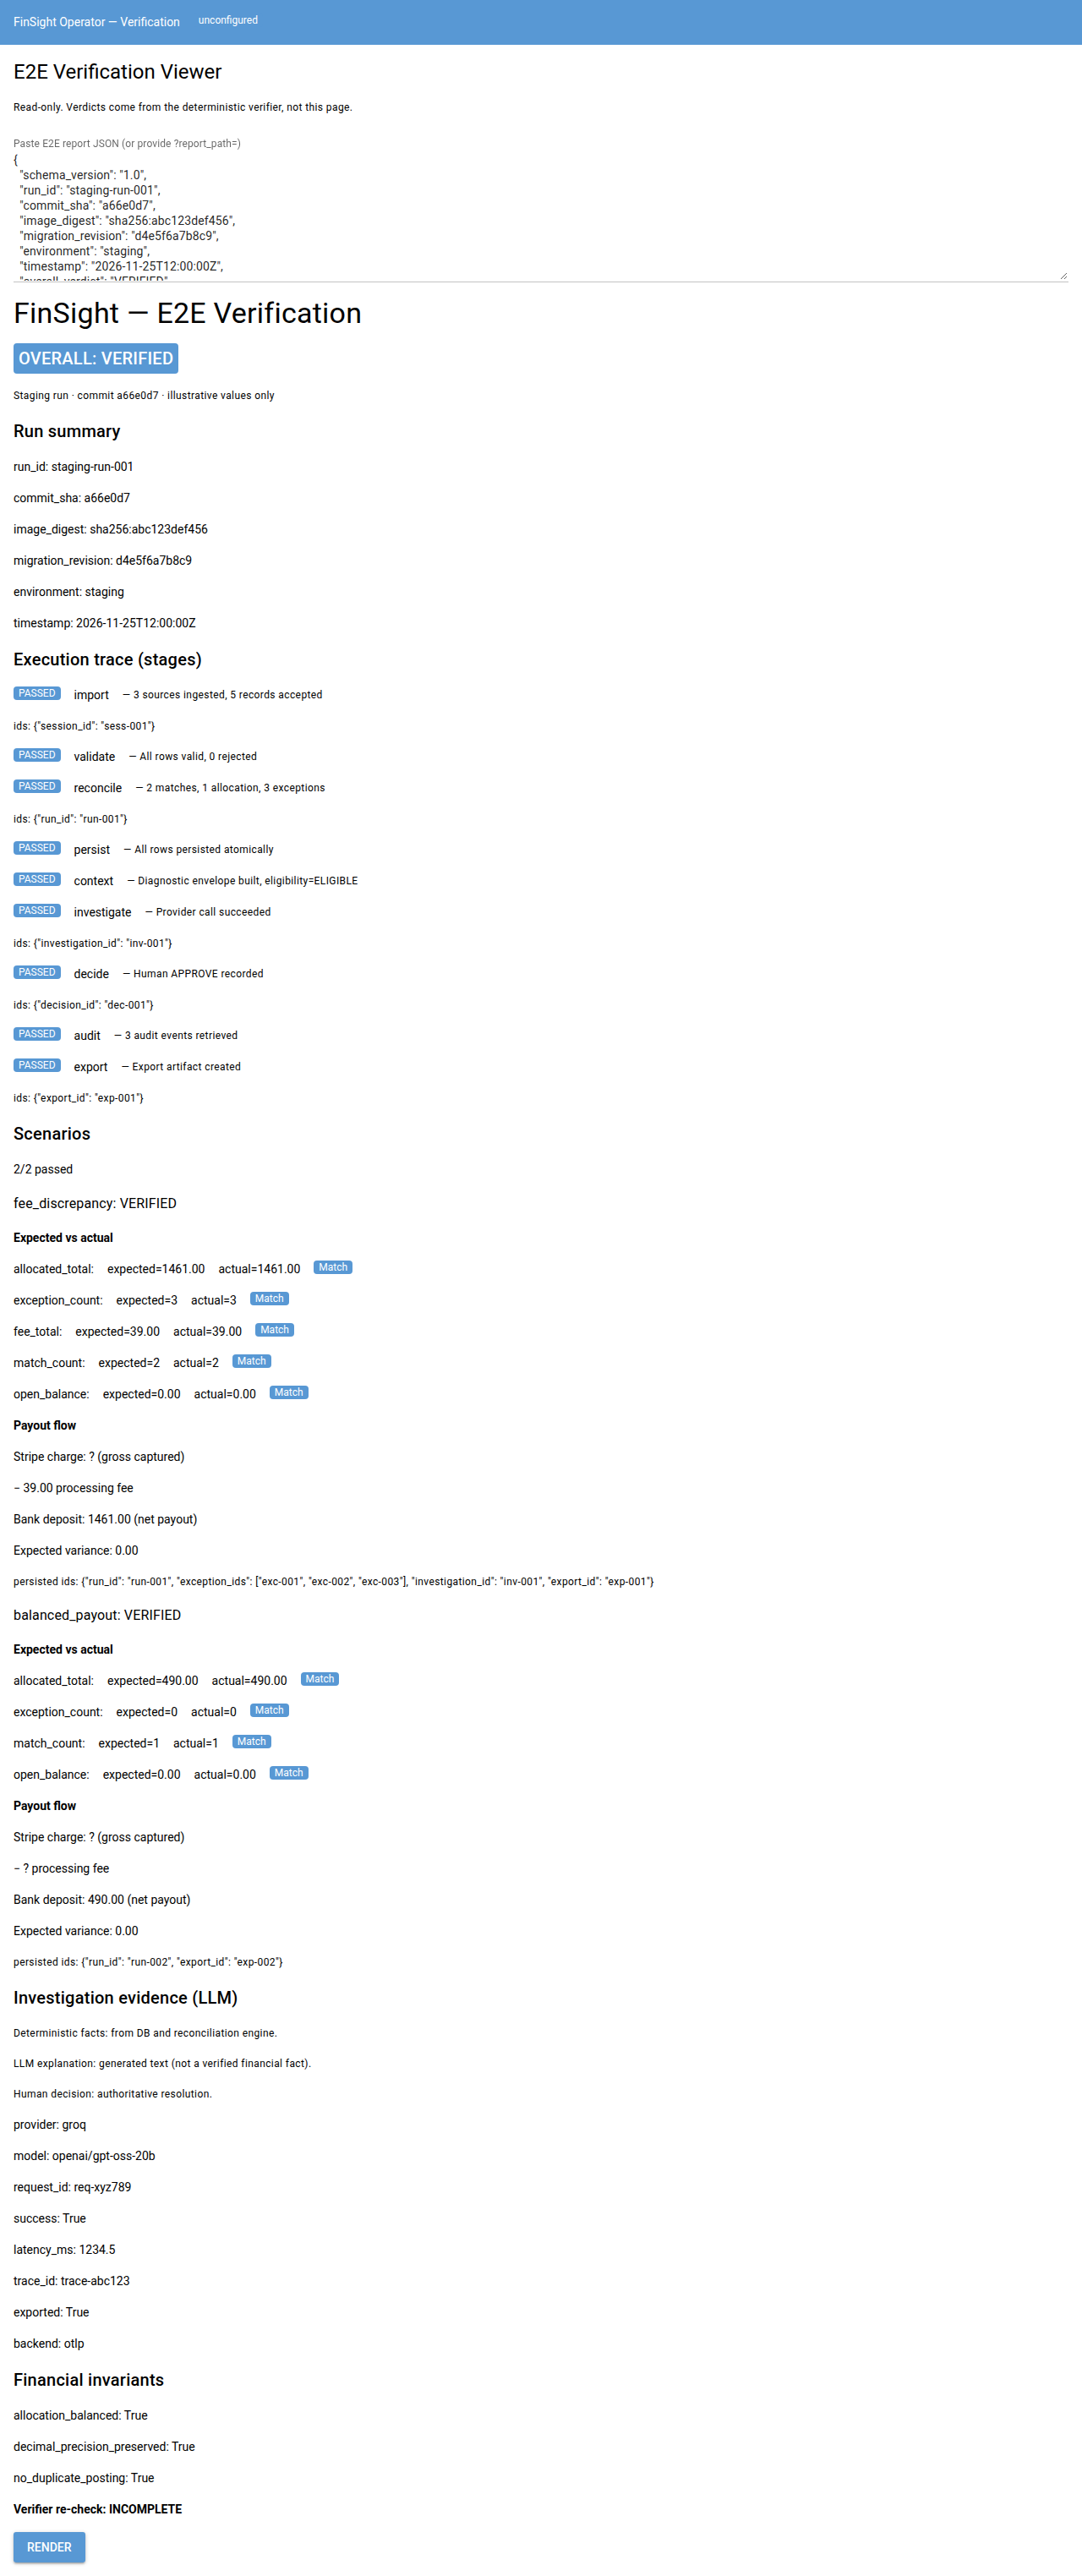 FinSight Operator — Verification unconfigured
E2E Verification Viewer
Read-only. Verdicts come from the deterministic verifier, not this page.
Paste E2E report JSON (or provide ?report_path=)
{
"schema_version": "1.0",
"run_id": "staging-run-001",
"commit_sha": "a66e0d7",
"image_digest": "sha256:abc123def456",
"migration_revision": "d4e5f6a7b8c9",
"environment": "staging",
"timestamp": "2026-11-25T12:00:00Z",
"overall_verdict": "VERIFIED"
FinSight — E2E Verification
OVERALL: VERIFIED
Staging run · commit a66e0d7 · illustrative values only
Run summary
run_id: staging-run-001
commit_sha: a66e0d7
image_digest: sha256:abc123def456
migration_revision: d4e5f6a7b8c9
environment: staging
timestamp: 2026-11-25T12:00:00Z
Execution trace (stages)
PASSED import — 3 sources ingested, 5 records accepted
ids: {"session_id": "sess-001"}
PASSED validate — All rows valid, 0 rejected
PASSED reconcile — 2 matches, 1 allocation, 3 exceptions
ids: {"run_id": "run-001"}
PASSED persist — All rows persisted atomically
PASSED context — Diagnostic envelope built, eligibility=ELIGIBLE
PASSED investigate — Provider call succeeded
ids: {"investigation_id": "inv-001"}
PASSED decide — Human APPROVE recorded
ids: {"decision_id": "dec-001"}
PASSED audit — 3 audit events retrieved
PASSED export — Export artifact created
ids: {"export_id": "exp-001"}
Scenarios
2/2 passed
fee_discrepancy: VERIFIED
Expected vs actual
allocated_total: expected=1461.00 actual=1461.00 Match
exception_count: expected=3 actual=3 Match
fee_total: expected=39.00 actual=39.00 Match
match_count: expected=2 actual=2 Match
open_balance: expected=0.00 actual=0.00 Match
Payout flow
Stripe charge: ? (gross captured)
− 39.00 processing fee
Bank deposit: 1461.00 (net payout)
Expected variance: 0.00
persisted ids: {"run_id": "run-001", "exception_ids": ["exc-001", "exc-002", "exc-003"], "investigation_id": "inv-001", "export_id": "exp-001"}
balanced_payout: VERIFIED
Expected vs actual
allocated_total: expected=490.00 actual=490.00 Match
exception_count: expected=0 actual=0 Match
match_count: expected=1 actual=1 Match
open_balance: expected=0.00 actual=0.00 Match
Payout flow
Stripe charge: ? (gross captured)
− ? processing fee
Bank deposit: 490.00 (net payout)
Expected variance: 0.00
persisted ids: {"run_id": "run-002", "export_id": "exp-002"}
Investigation evidence (LLM)
Deterministic facts: from DB and reconciliation engine.
LLM explanation: generated text (not a verified financial fact).
Human decision: authoritative resolution.
provider: groq
model: openai/gpt-oss-20b
request_id: req-xyz789
success: True
latency_ms: 1234.5
trace_id: trace-abc123
exported: True
backend: otlp
Financial invariants
allocation_balanced: True
decimal_precision_preserved: True
no_duplicate_posting: True
Verifier re-check: INCOMPLETE
RENDER